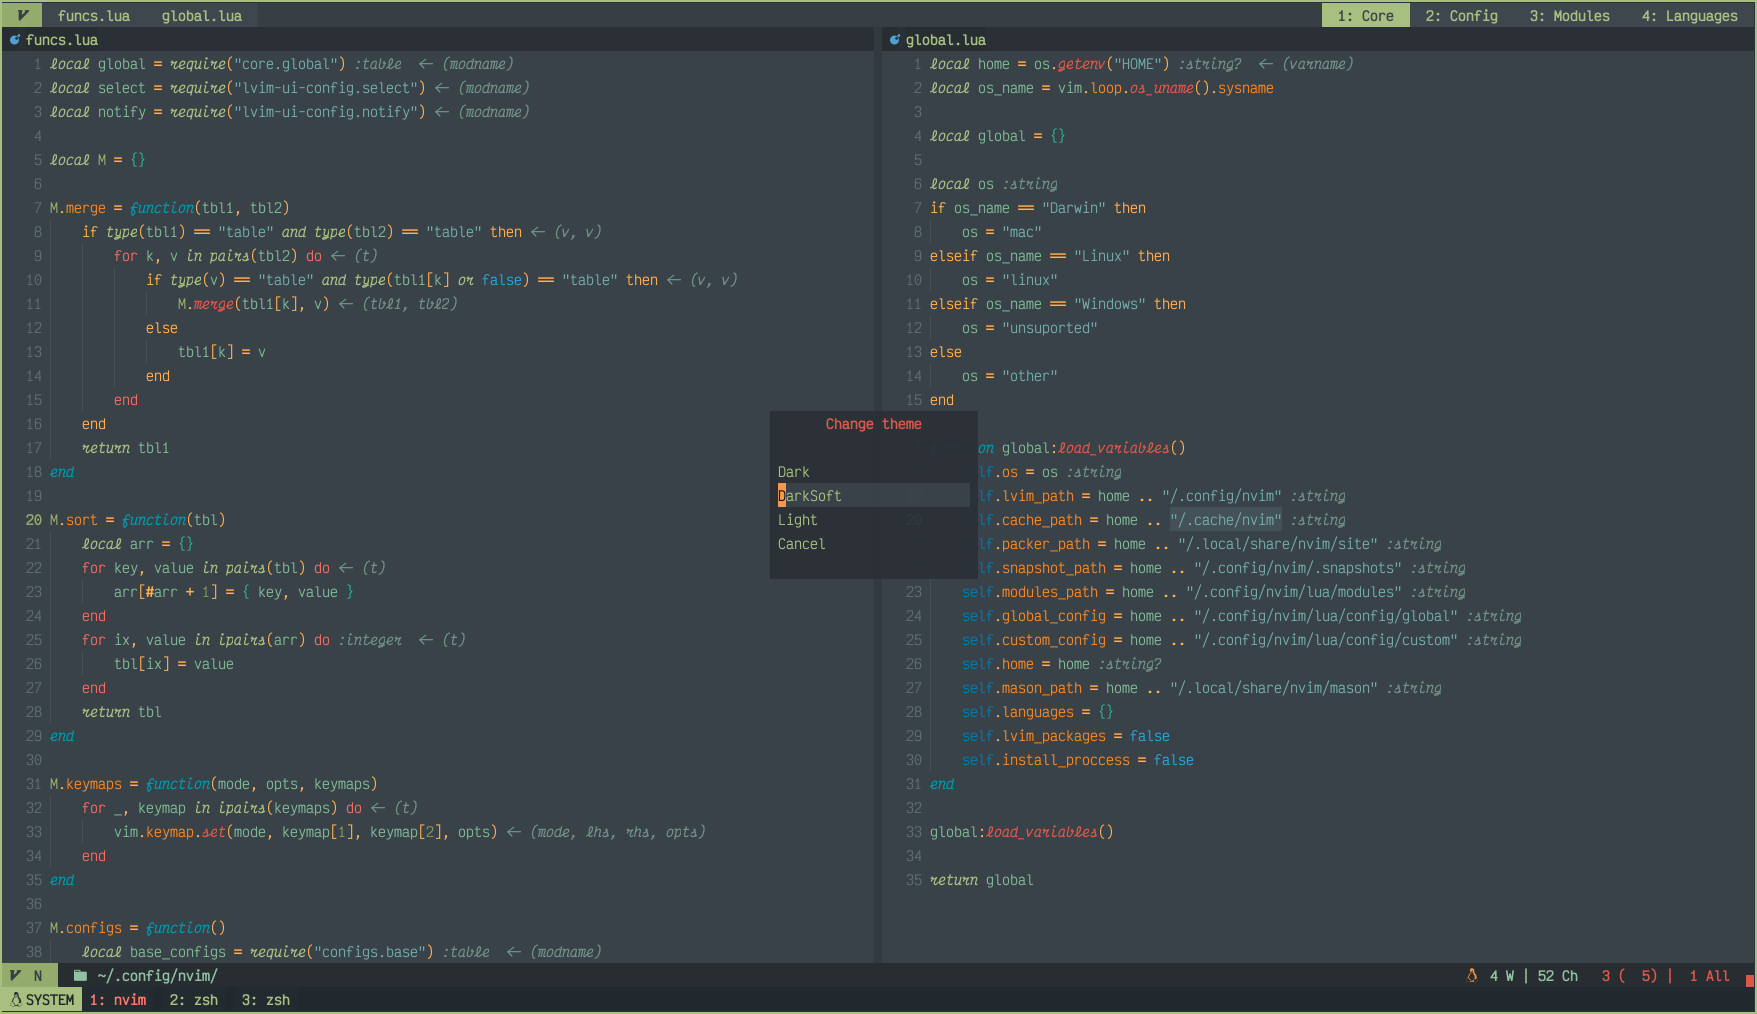 V funcs.lua global.lua 1: Core 2: Config 3: Modules 4: Languages
funcs.lua
1 local global = require("core.global") :table <- (modname)
2 local select = require("lvim-ui-config.select") <- (modname)
3 local notify = require("lvim-ui-config.notify") <- (modname)
4
5 local M = {}
6
7 M.merge = function(tbl1, tbl2)
8 if type(tbl1) == "table" and type(tbl2) == "table" then <- (v, v)
9 for k, v in pairs(tbl2) do <- (t)
10 if type(v) == "table" and type(tbl1[k] or false) == "table" then <- (v, v)
11 M.merge(tbl1[k], v) <- (tbl1, tbl2)
12 else
13 tbl1[k] = v
14 end
15 end
16 end
17 return tbl1
18 end
19
20 M.sort = function(tbl)
21 local arr = {}
22 for key, value in pairs(tbl) do <- (t)
23 arr[#arr + 1] = { key, value }
24 end
25 for ix, value in ipairs(arr) do :integer <- (t)
26 tbl[ix] = value
27 end
28 return tbl
29 end
30
31 M.keymaps = function(mode, opts, keymaps)
32 for _, keymap in ipairs(keymaps) do <- (t)
33 vim.keymap.set(mode, keymap[1], keymap[2], opts) <- (mode, lhs, rhs, opts)
34 end
35 end
36
37 M.configs = function()
38 local base_configs = require("configs.base") :table <- (modname)
global.lua
1 local home = os.getenv("HOME") :string? <- (varname)
2 local os_name = vim.loop.os_uname().sysname
3
4 local global = {}
5
6 local os :string
7 if os_name == "Darwin" then
8 os = "mac"
9 elseif os_name == "Linux" then
10 os = "linux"
11 elseif os_name == "Windows" then
12 os = "unsuported"
13 else
14 os = "other"
15 end
on global:load_variables()
lf.os = os :string
lf.lvim_path = home .. "/.config/nvim" :string
20 lf.cache_path = home .. "/.cache/nvim" :string
lf.packer_path = home .. "/.local/share/nvim/site" :string
lf.snapshot_path = home .. "/.config/nvim/.snapshots" :string
23 self.modules_path = home .. "/.config/nvim/lua/modules" :string
24 self.global_config = home .. "/.config/nvim/lua/config/global" :string
25 self.custom_config = home .. "/.config/nvim/lua/config/custom" :string
26 self.home = home :string?
27 self.mason_path = home .. "/.local/share/nvim/mason" :string
28 self.languages = {}
29 self.lvim_packages = false
30 self.install_proccess = false
31 end
32
33 global:load_variables()
34
35 return global
Change theme
Dark
DarkSoft
Light
Cancel
V N ~/.config/nvim/ 4 W | 52 Ch 3 ( 5) | 1 All
SYSTEM 1: nvim 2: zsh 3: zsh